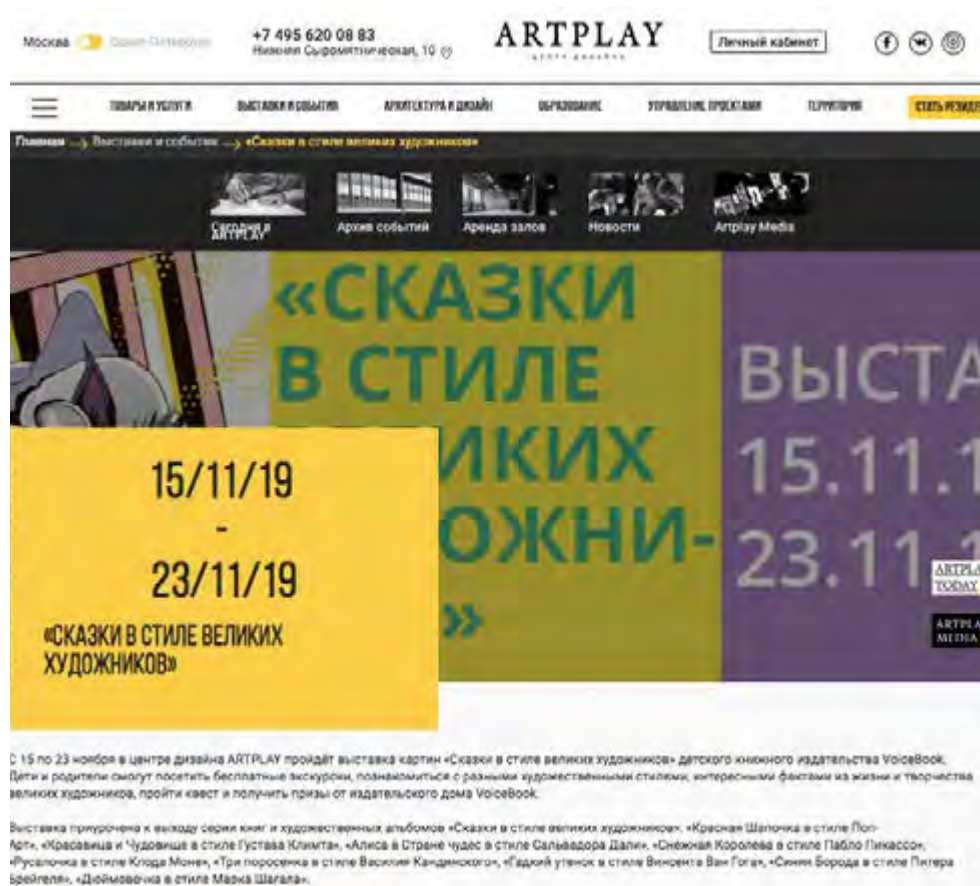 Москва Санкт-Петербург
+7 495 620 08 83
Нижняя Сыромятническая, 10
ARTPLAY
центр дизайна
Личный кабинет
ТОВАРЫ И УСЛУГИ ВЫСТАВКИ И СОБЫТИЯ АРХИТЕКТУРА И ДИЗАЙН ОБРАЗОВАНИЕ УПРАВЛЕНИЕ ПРОЕКТАМИ ТЕРРИТОРИЯ СТАТЬ РЕЗИДЕ
Главная ...> Выставки и события ...> «Сказки в стиле великих художников»
Сегодня в
ARTPLAY
Архив событий Аренда залов Новости Artplay Media
«СКАЗКИ
В СТИЛЕ
ИКИХ
ОЖНИ-
»
ВЫСТА
15.11.1
23.11.1
15/11/19
-
23/11/19
«СКАЗКИ В СТИЛЕ ВЕЛИКИХ
ХУДОЖНИКОВ»
ARTPLA
TODAY
ARTPLA
MEDIA
С 15 по 23 ноября в центре дизайна ARTPLAY пройдёт выставка картин «Сказки в стиле великих художников» детского книжного издательства VoiceBook.
Дети и родители смогут посетить бесплатные экскурсии, познакомиться с разными художественными стилями, интересными фактами из жизни и творчества
великих художников, пройти квест и получить призы от издательского дома VoiceBook.
Выставка приурочена к выходу серии книг и художественных альбомов «Сказки в стиле великих художников»: «Красная Шапочка в стиле Поп-
Арт», «Красавица и Чудовище в стиле Густава Климта», «Алиса в Стране чудес в стиле Сальвадора Дали», «Снежная Королева в стиле Пабло Пикассо»,
«Русалочка в стиле Клода Моне», «Три поросенка в стиле Василия Кандинского», «Гадкий утенок в стиле Винсента Ван Гога», «Синяя Борода в стиле Питера
Брейгеля», «Дюймовочка в стиле Марка Шагала».